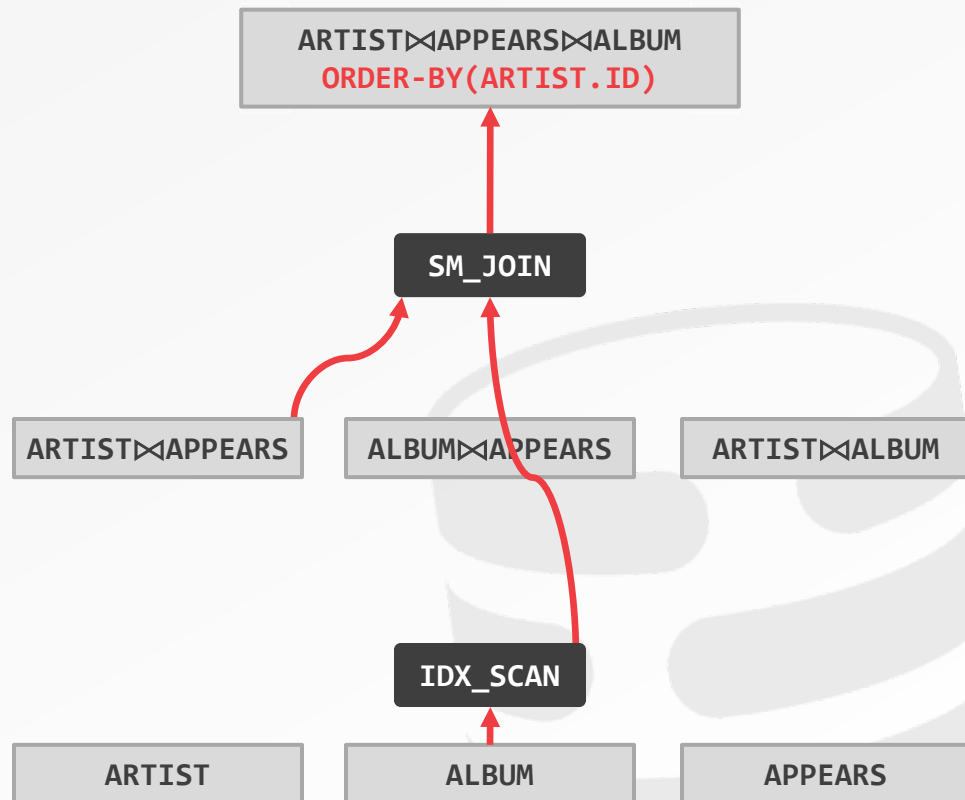 ARTIST⋈APPEARS⋈ALBUM
ORDER-BY(ARTIST.ID)
SM_JOIN
ARTIST⋈APPEARS
ALBUM⋈APPEARS
ARTIST⋈ALBUM
IDX_SCAN
ARTIST
ALBUM
APPEARS